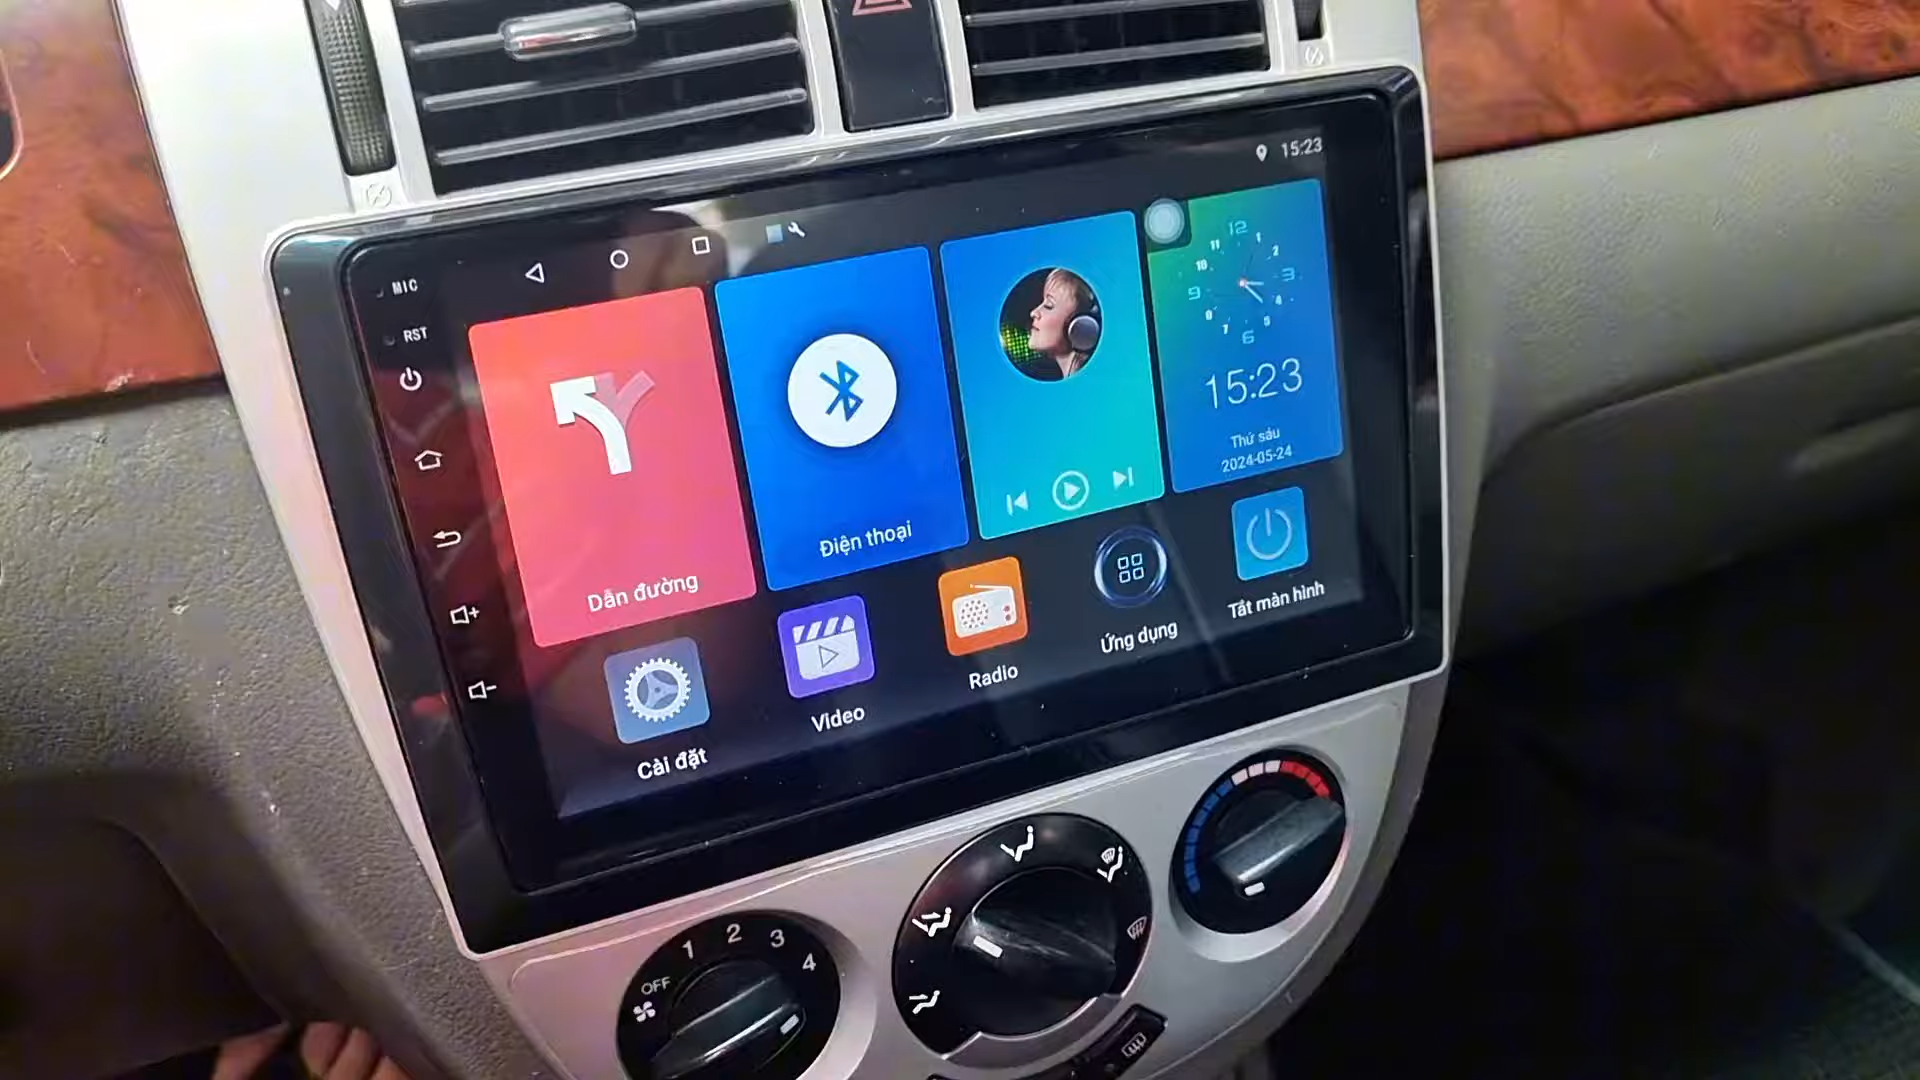 15:23
MIC
RST
12
11
1
10
2
9
3
8
4
7
5
6
15:23
Thứ sáu
2024-05-24
Dẫn đường
Điện thoại
Cài đặt
Video
Radio
Ứng dụng
Tắt màn hình
OFF
1
2
3
4